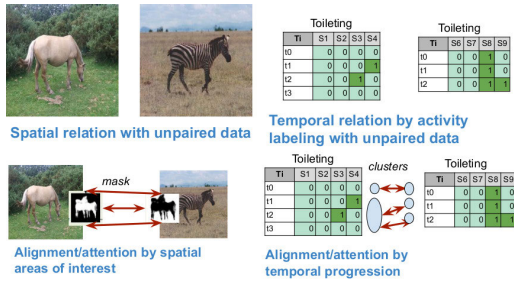 Toileting
Ti S1 S2 S3 S4
t0 0 0 0 0
t1 0 0 0 1
t2 0 0 1 0
t3 0 0 0 0
Toileting
Ti S6 S7 S8 S9
t0 0 0 1 0
t1 0 0 1 0
t2 0 0 1 1
Spatial relation with unpaired data
Temporal relation by activity
labeling with unpaired data
mask
Alignment/attention by spatial
areas of interest
Toileting
Ti S1 S2 S3 S4
t0 0 0 0 0
t1 0 0 0 1
t2 0 0 1 0
t3 0 0 0 0
clusters
Toileting
Ti S6 S7 S8 S9
t0 0 0 1 0
t1 0 0 1 0
t2 0 0 1 1
Alignment/attention by
temporal progression